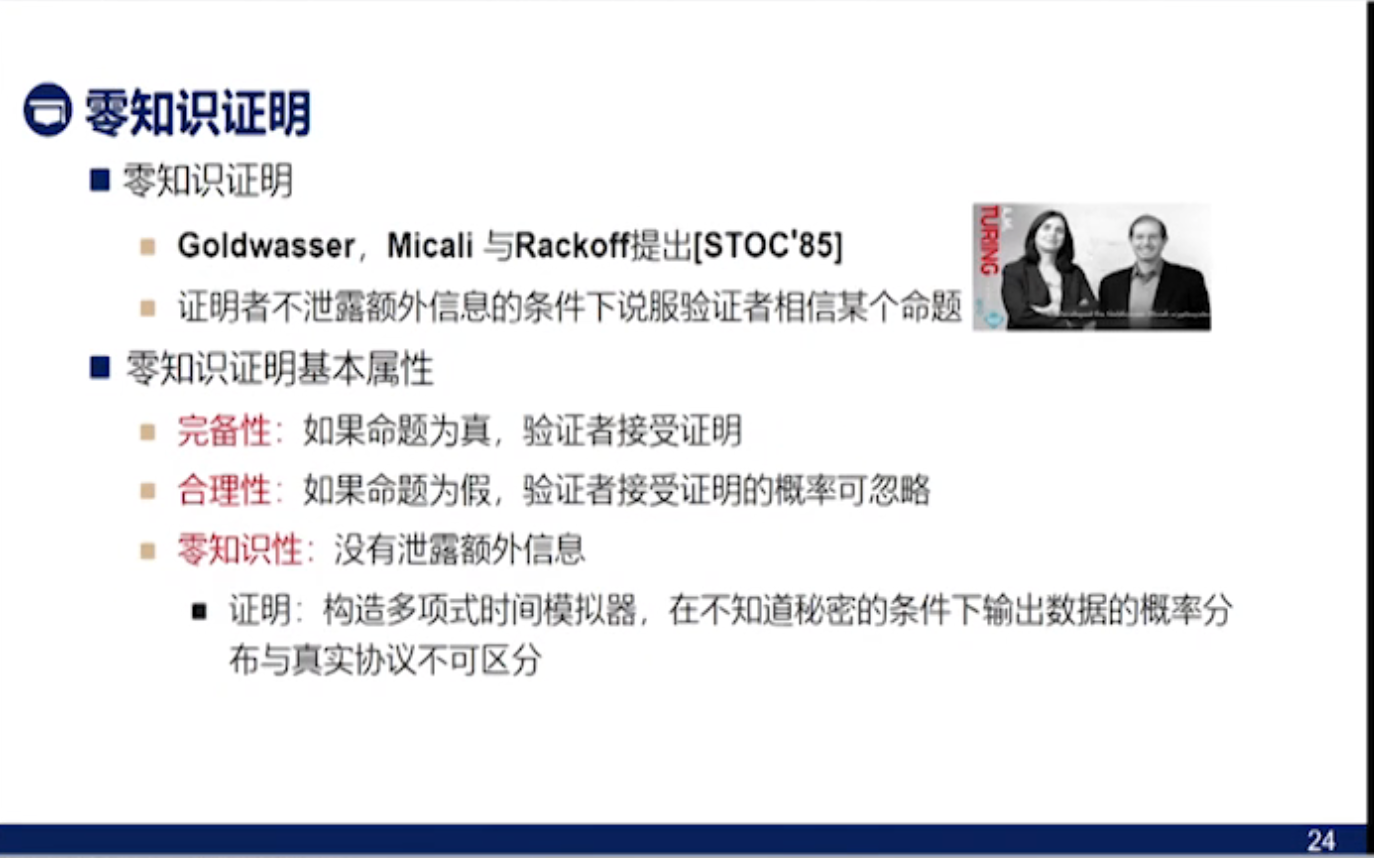 零知识证明
零知识证明
Goldwasser，Micali 与Rackoff提出[STOC'85]
证明者不泄露额外信息的条件下说服验证者相信某个命题
TURING
零知识证明基本属性
完备性：如果命题为真，验证者接受证明
合理性：如果命题为假，验证者接受证明的概率可忽略
零知识性：没有泄露额外信息
证明：构造多项式时间模拟器，在不知道秘密的条件下输出数据的概率分
布与真实协议不可区分
24